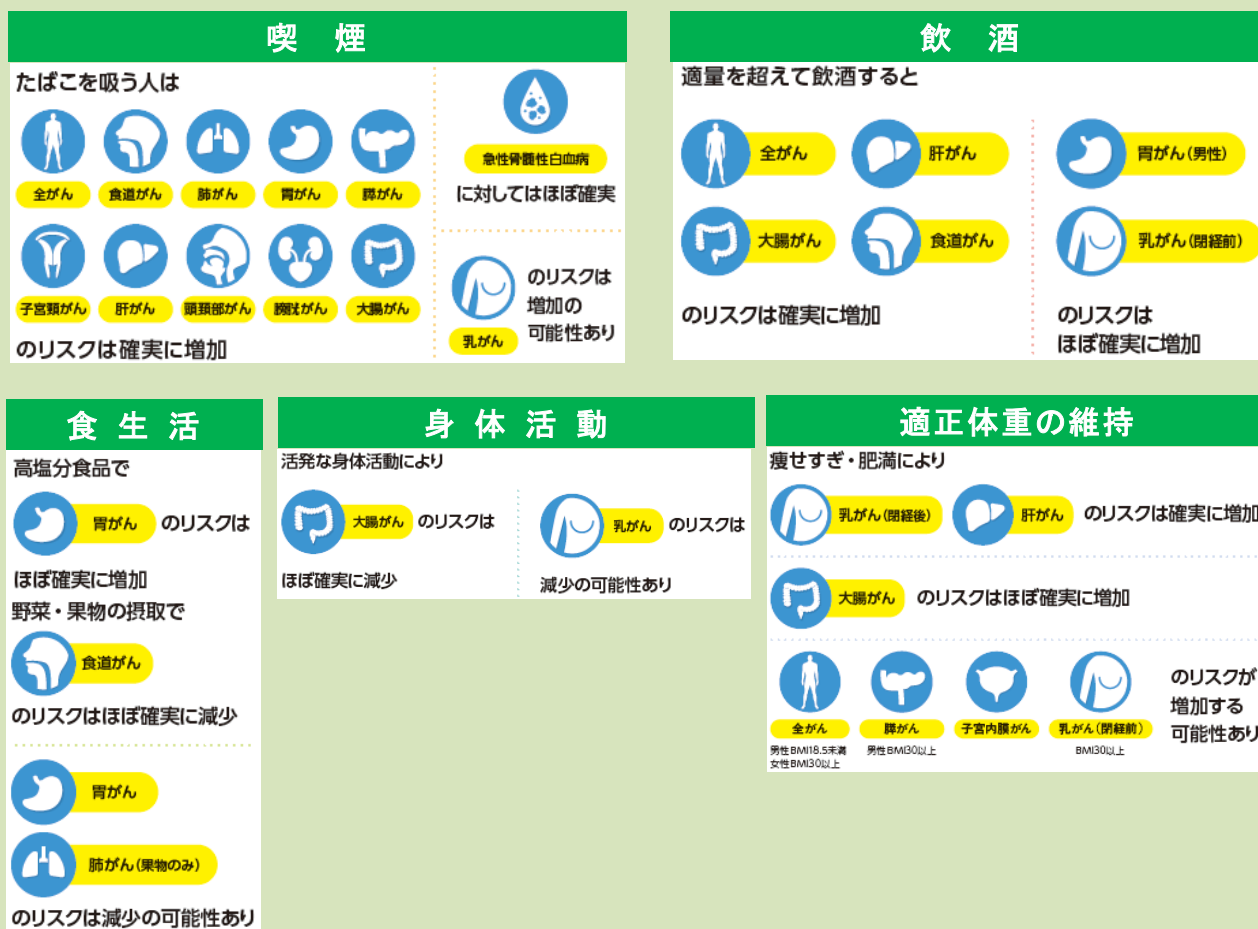 喫 煙
たばこを吸う人は
全がん 食道がん 肺がん 胃がん 膵がん
子宮頸がん 肝がん 頭頸部がん 膀胱がん 大腸がん
のリスクは確実に増加
急性骨髄性白血病
に対してはほぼ確実
乳がん
のリスクは
増加の
可能性あり
飲 酒
適量を超えて飲酒すると
全がん 肝がん
大腸がん 食道がん
のリスクは確実に増加
胃がん(男性)
乳がん(閉経前)
のリスクは
ほぼ確実に増加
食 生 活
高塩分食品で
胃がん のリスクは
ほぼ確実に増加
野菜・果物の摂取で
食道がん
のリスクはほぼ確実に減少
胃がん
肺がん(果物のみ)
のリスクは減少の可能性あり
身 体 活 動
活発な身体活動により
大腸がん のリスクは
ほぼ確実に減少
乳がん のリスクは
減少の可能性あり
適正体重の維持
痩せすぎ・肥満により
乳がん(閉経後) 肝がん のリスクは確実に増加
大腸がん のリスクはほぼ確実に増加
全がん 膵がん 子宮内膜がん 乳がん(閉経前)
男性BMI18.5未満
女性BMI30以上
男性BMI30以上
BMI30以上
のリスクが
増加する
可能性あり